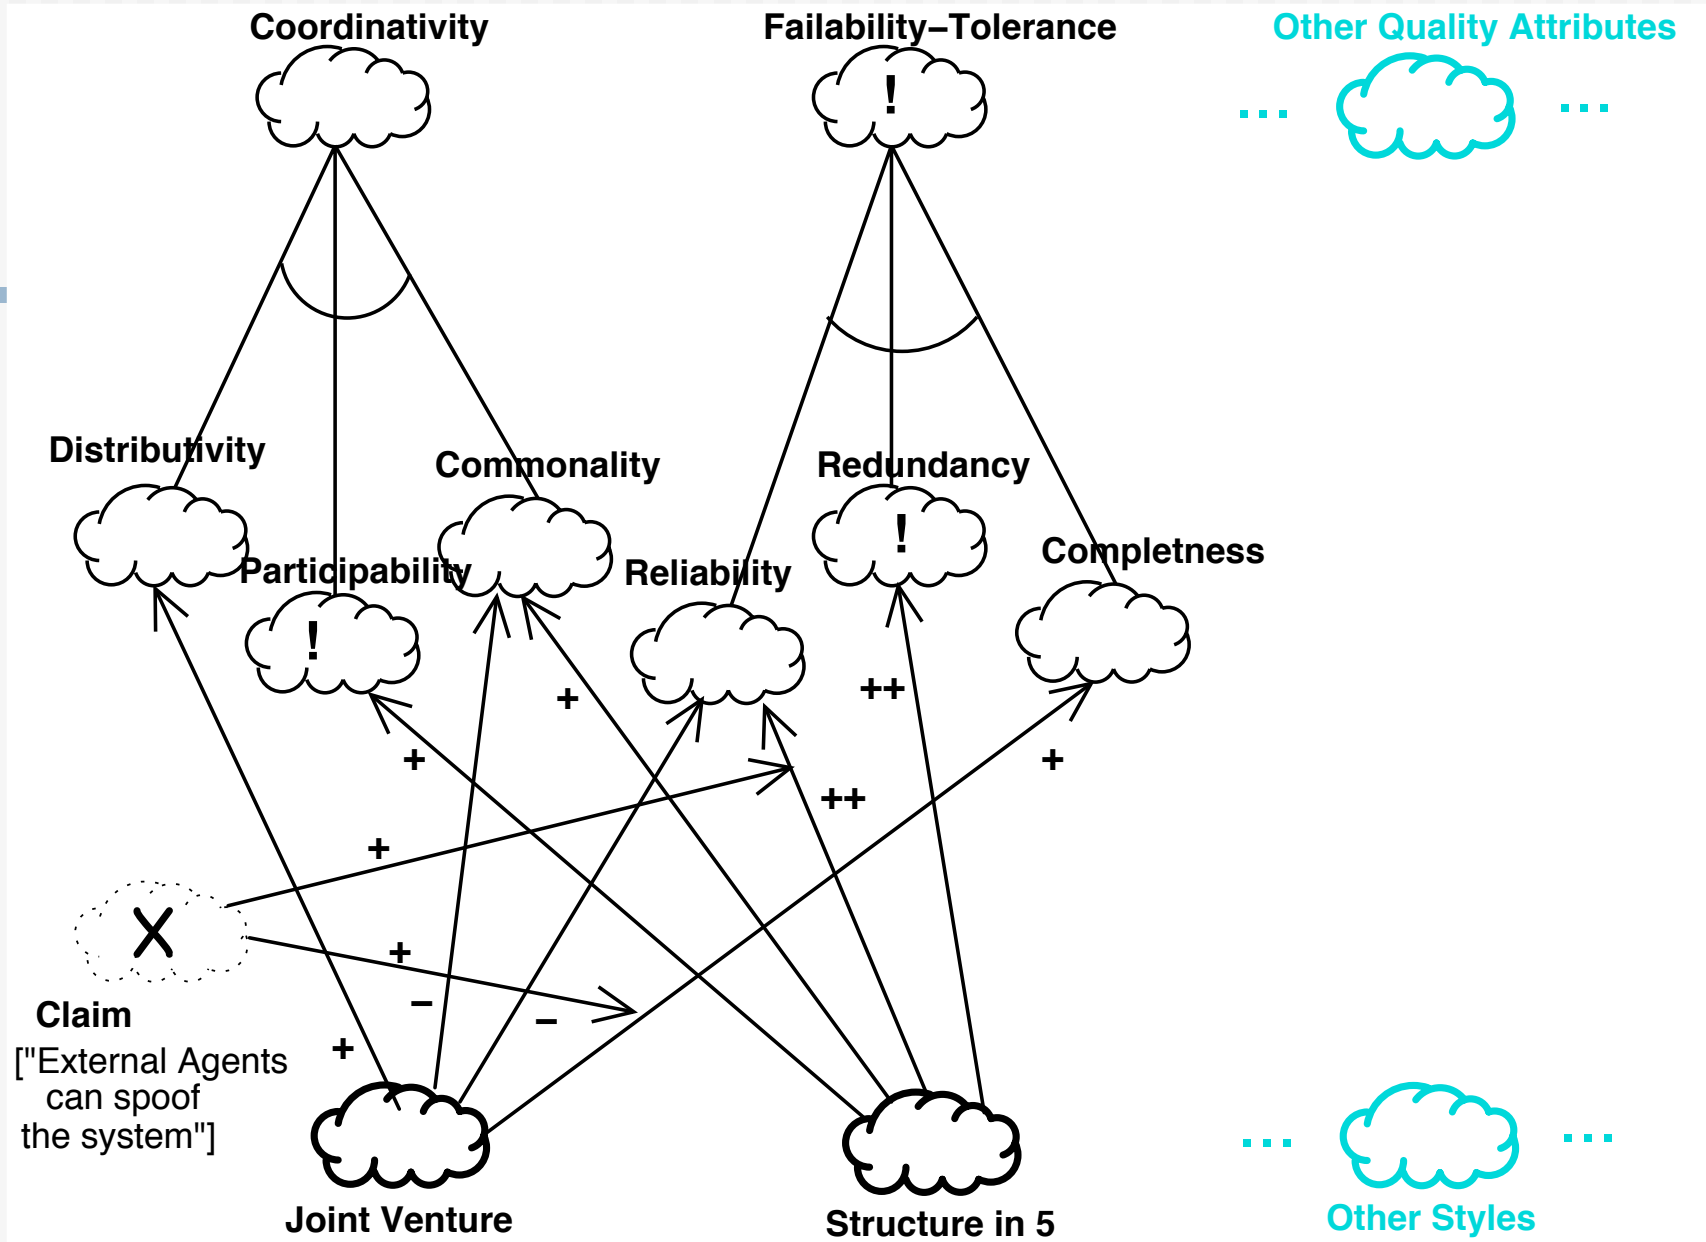 Coordinativity
Failability–Tolerance
Other Quality Attributes
!
...
...
Distributivity
Commonality
Redundancy
!
Completness
Participability
Reliability
!
+
++
+
+
++
+
X
+
–
–
Claim
+
["External Agents
can spoof
the system"]
...
...
Joint Venture
Structure in 5
Other Styles